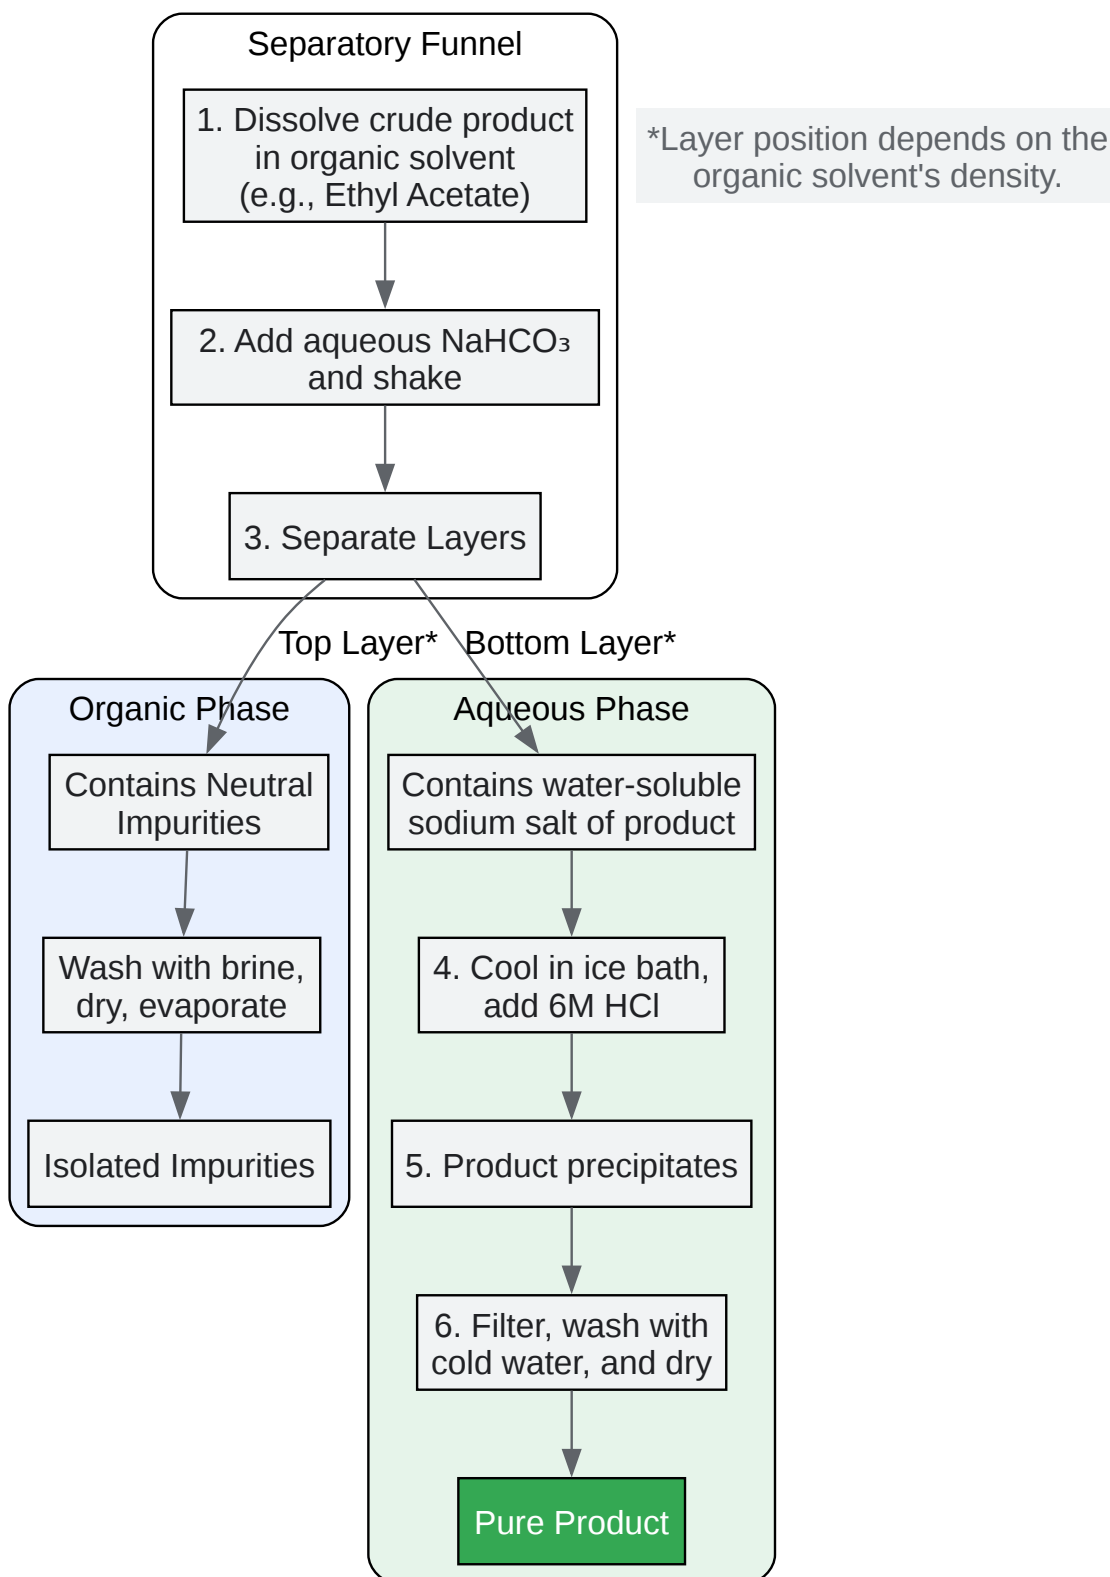 Separatory Funnel
1. Dissolve crude product
in organic solvent
(e.g., Ethyl Acetate)
*Layer position depends on the
organic solvent's density.
2. Add aqueous NaHCO₃
and shake
3. Separate Layers
Top Layer*
Bottom Layer*
Organic Phase
Contains Neutral
Impurities
Wash with brine,
dry, evaporate
Isolated Impurities
Aqueous Phase
Contains water-soluble
sodium salt of product
4. Cool in ice bath,
add 6M HCl
5. Product precipitates
6. Filter, wash with
cold water, and dry
Pure Product